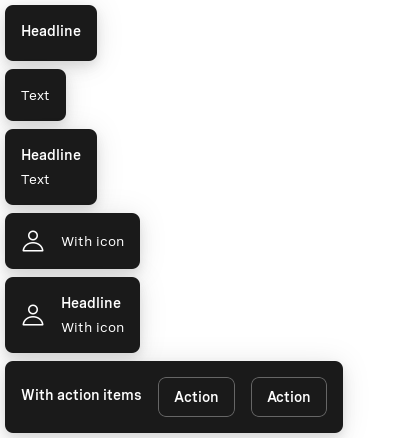 Headline
Text
Headline
Text
With icon
Headline
With icon
With action items Action Action